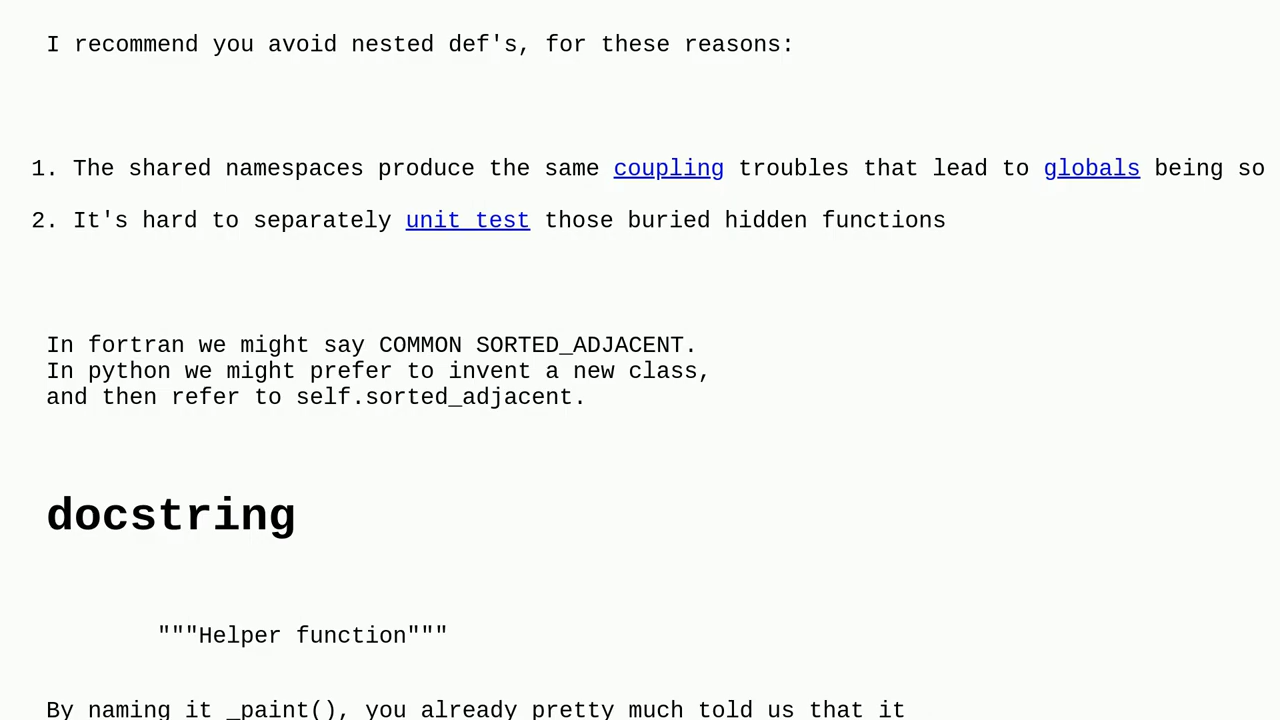 I recommend you avoid nested def's, for these reasons:
1. The shared namespaces produce the same coupling troubles that lead to globals being so
2. It's hard to separately unit test those buried hidden functions
In fortran we might say COMMON SORTED_ADJACENT.
In python we might prefer to invent a new class,
and then refer to self.sorted_adjacent.
docstring
"""Helper function"""
By naming it _paint(), you already pretty much told us that it